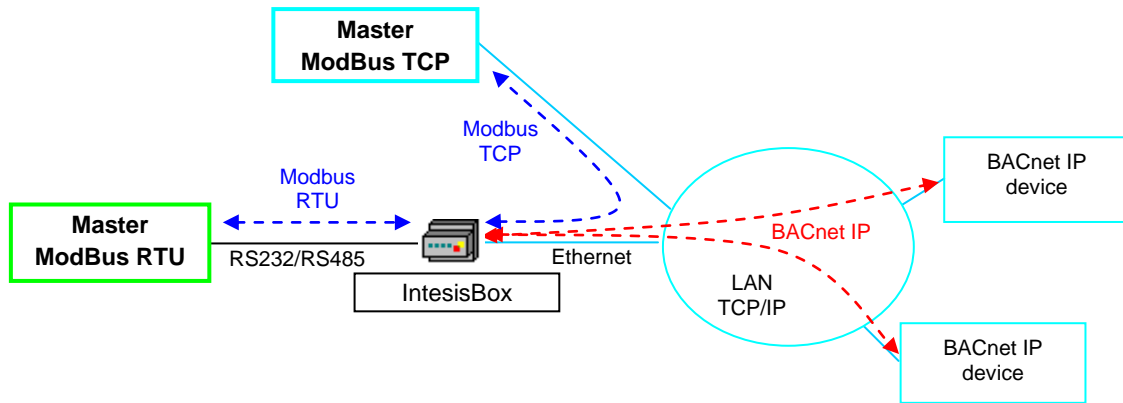 Master
ModBus TCP
Modbus
TCP
BACnet IP
device
Modbus
RTU
Master
ModBus RTU
RS232/RS485
Ethernet
BACnet IP
IntesisBox
LAN
TCP/IP
BACnet IP
device